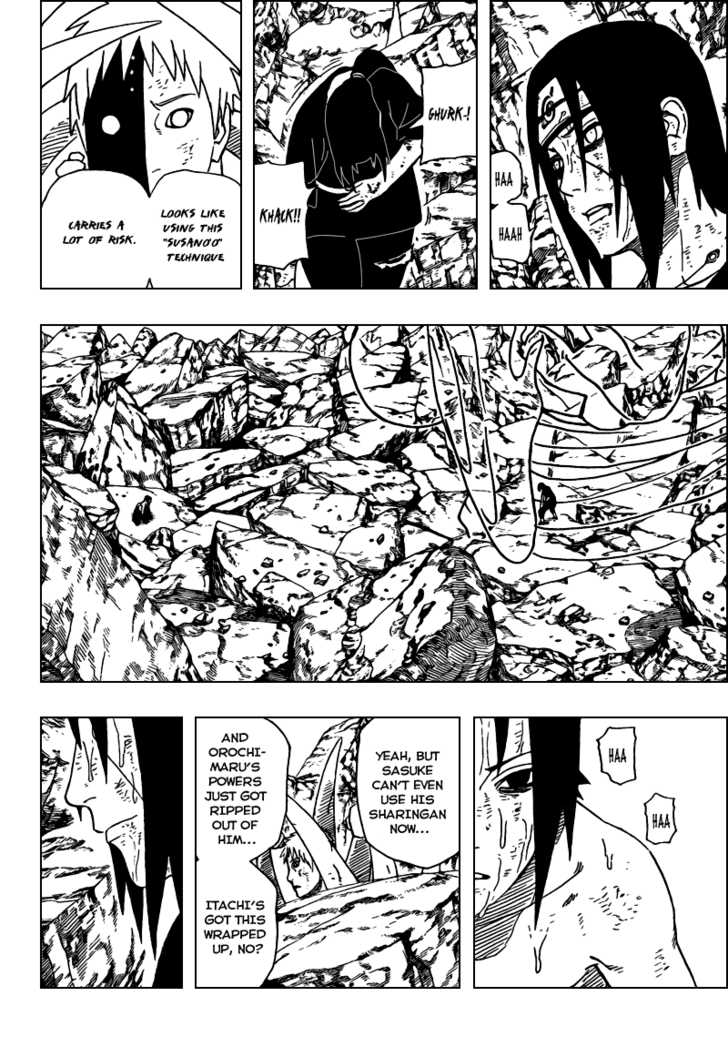 HAA
HAAH
GHURK-!
KHACK!!
LOOKS LIKE
USING THIS
"SUSANOO"
TECHNIQUE
CARRIES A
LOT OF RISK.
HAA
HAA
YEAH, BUT
SASUKE
CAN'T EVEN
USE HIS
SHARINGAN
NOW...
AND
OROCHI-
MARU'S
POWERS
JUST GOT
RIPPED
OUT OF
HIM...
ITACHI'S
GOT THIS
WRAPPED
UP, NO?